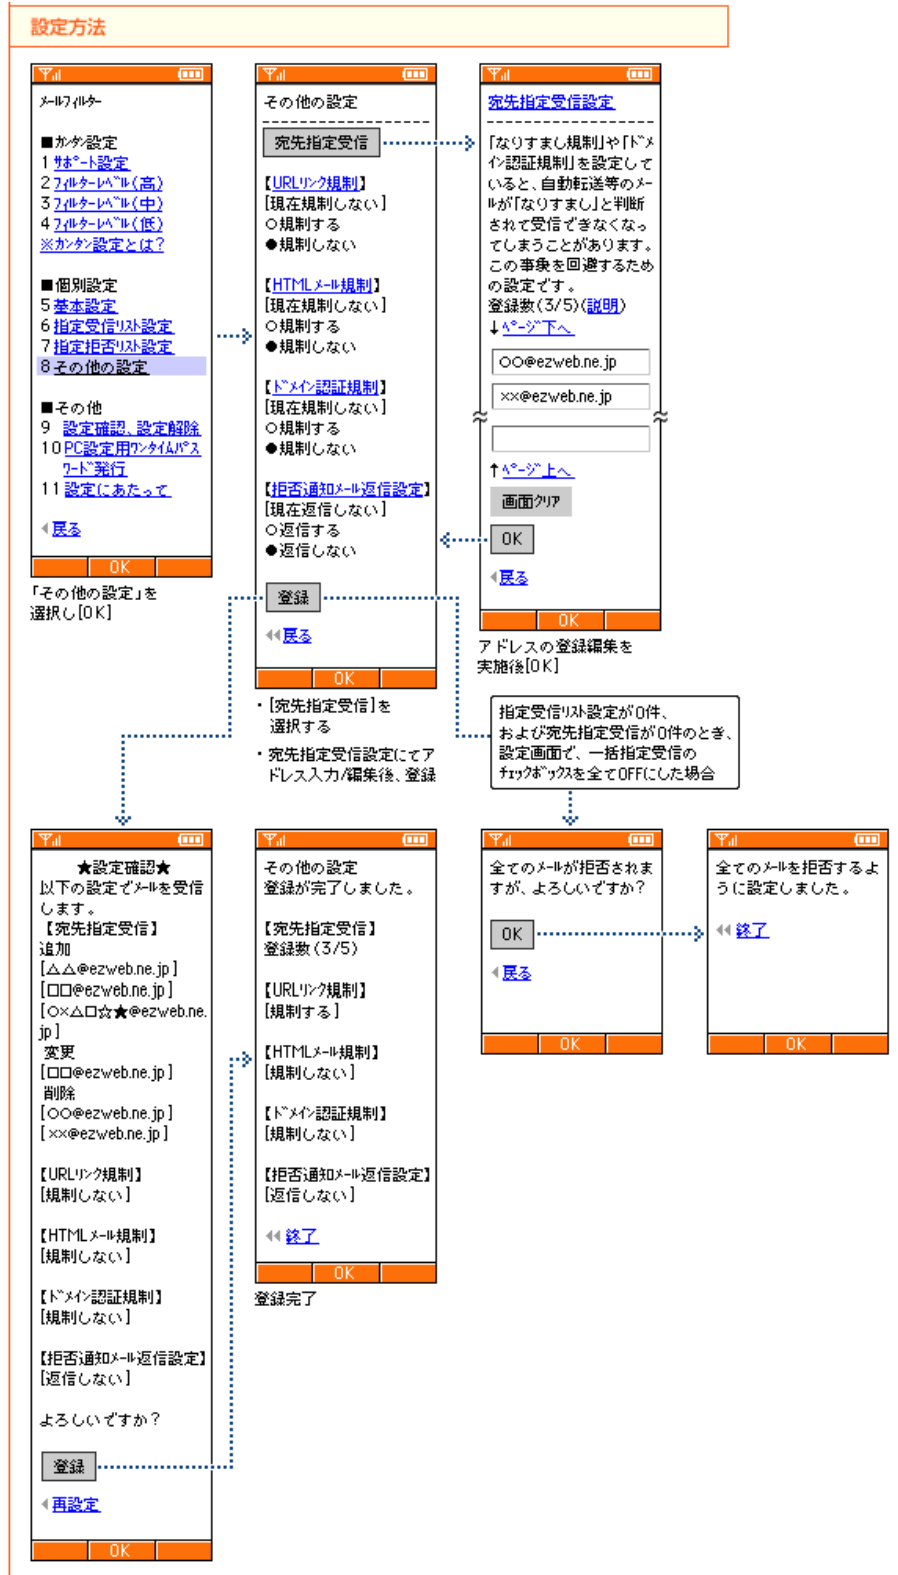 設定方法
メールフィルター
■カンタン設定
1 サポート設定
2 フィルターレベル(高)
3 フィルターレベル(中)
4 フィルターレベル(低)
※カンタン設定とは?
■個別設定
5 基本設定
6 指定受信リスト設定
7 指定拒否リスト設定
8 その他の設定
■その他
9 設定確認、設定解除
10 PC設定用ワンタイムパス
ワード発行
11 設定にあたって
戻る
OK
「その他の設定」を
選択し[OK]
その他の設定
宛先指定受信
【URLリンク規制】
[現在規制しない]
○規制する
●規制しない
【HTMLメール規制】
[現在規制しない]
○規制する
●規制しない
【ドメイン認証規制】
[現在規制しない]
○規制する
●規制しない
【拒否通知メール返信設定】
[現在返信しない]
○返信する
●返信しない
登録
戻る
OK
・[宛先指定受信]を
選択する
・宛先指定受信設定にてア
ドレス入力/編集後、登録
宛先指定受信設定
「なりすまし規制」や「ドメ
イン認証規制」を設定して
いると、自動転送等のメー
ルが「なりすまし」と判断
されて受信できなくなっ
てしまうことがあります。
この事象を回避するため
の設定です。
登録数(3/5)(説明)
↓ページ下へ
○○@ezweb.ne.jp
××@ezweb.ne.jp
↑ページ上へ
画面クリア
OK
戻る
OK
アドレスの登録編集を
実施後[OK]
指定受信リスト設定が0件、
および宛先指定受信が0件のとき、
設定画面で、一括指定受信の
チェックボックスを全てOFFにした場合
★設定確認★
以下の設定でメールを受信
します。
【宛先指定受信】
追加
[△△@ezweb.ne.jp]
[□□@ezweb.ne.jp]
[○×△□☆★@ezweb.ne.
jp]
変更
[□□@ezweb.ne.jp]
削除
[○○@ezweb.ne.jp]
[××@ezweb.ne.jp]
【URLリンク規制】
[規制しない]
【HTMLメール規制】
[規制しない]
【ドメイン認証規制】
[規制しない]
【拒否通知メール返信設定】
[返信しない]
よろしいですか?
登録
再設定
OK
その他の設定
登録が完了しました。
【宛先指定受信】
登録数(3/5)
【URLリンク規制】
[規制する]
【HTMLメール規制】
[規制しない]
【ドメイン認証規制】
[規制しない]
【拒否通知メール返信設定】
[返信しない]
終了
OK
登録完了
全てのメールが拒否されま
すが、よろしいですか?
OK
戻る
OK
全てのメールを拒否するよ
うに設定しました。
終了
OK